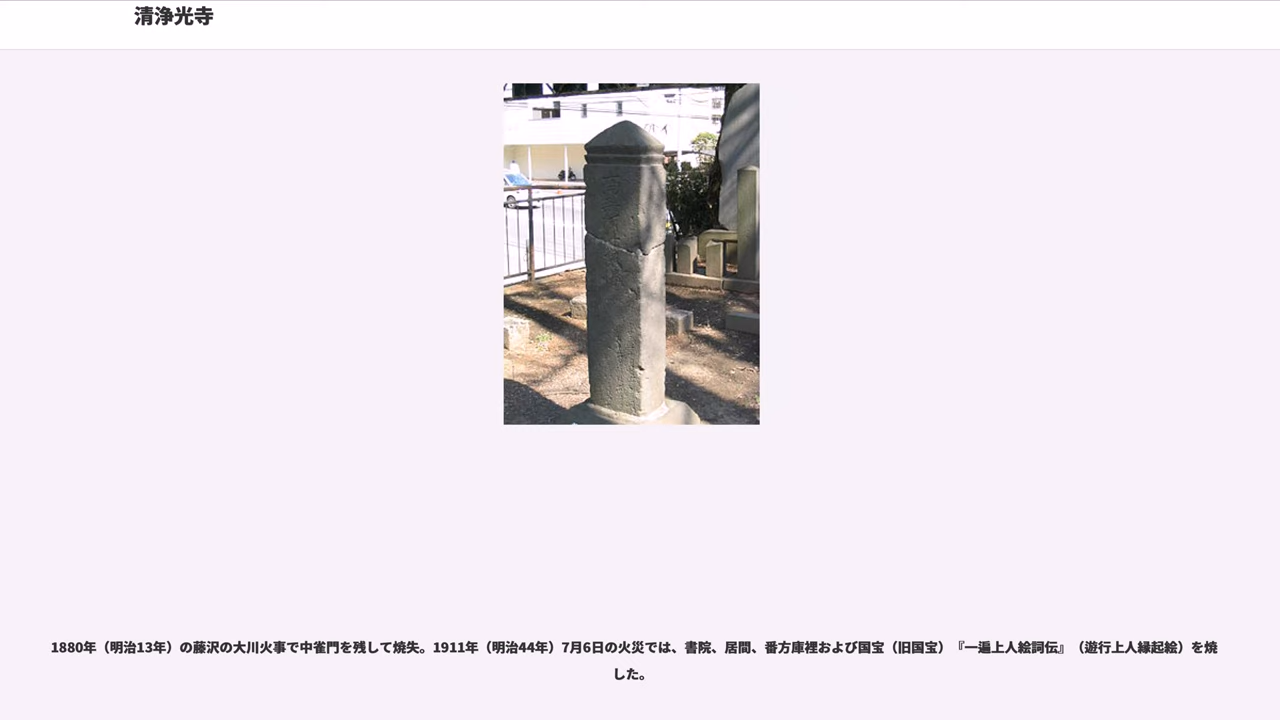 清浄光寺
1880年（明治13年）の藤沢の大川火事で中雀門を残して焼失。1911年（明治44年）7月6日の火災では、書院、居間、番方庫裡および国宝（旧国宝）『一遍上人絵詞伝』（遊行上人縁起絵）を焼
した。